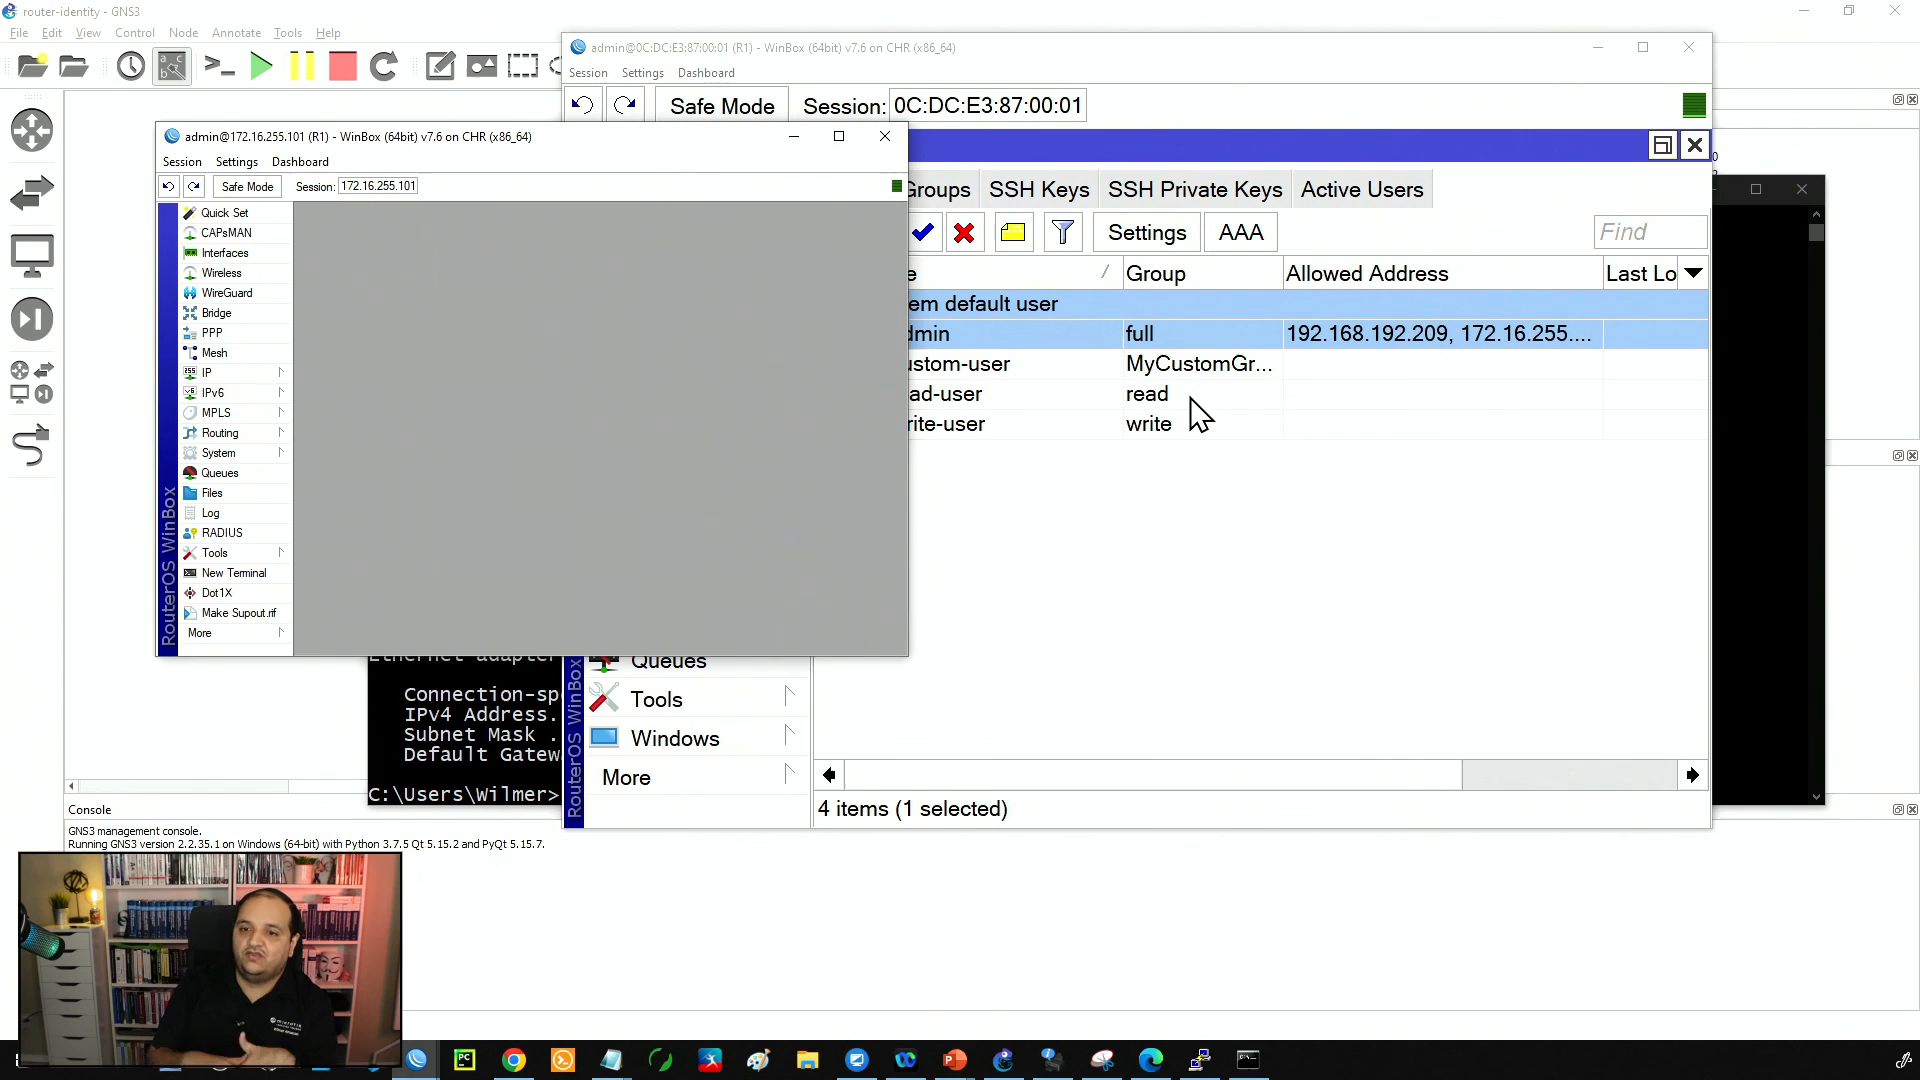 router-identity - GNS3
File Edit View Control Node Annotate Tools Help
admin@0C:DC:E3:87:00:01 (R1) - WinBox (64bit) v7.6 on CHR (x86_64)
Session Settings Dashboard
Safe Mode Session: 0C:DC:E3:87:00:01
admin@172.16.255.101 (R1) - WinBox (64bit) v7.6 on CHR (x86_64)
Session Settings Dashboard
Safe Mode Session: 172.16.255.101
Quick Set
CAPsMAN
Interfaces
Wireless
WireGuard
Bridge
PPP
Mesh
IP
IPv6
MPLS
Routing
System
Queues
Files
Log
RADIUS
Tools
New Terminal
Dot1X
Make Supout.rif
More
RouterOS WinBox
Groups SSH Keys SSH Private Keys Active Users
Settings AAA Find
e / Group Allowed Address Last Lo
em default user
dmin full 192.168.192.209, 172.16.255....
ustom-user MyCustomGr...
ad-user read
rite-user write
Queues
Tools
Windows
More
RouterOS WinBox
4 items (1 selected)
Ethernet adapter
Connection-sp
IPv4 Address.
Subnet Mask .
Default Gatew
C:\Users\Wilmer>
Console
GNS3 management console.
Running GNS3 version 2.2.35.1 on Windows (64-bit) with Python 3.7.5 Qt 5.15.2 and PyQt 5.15.7.